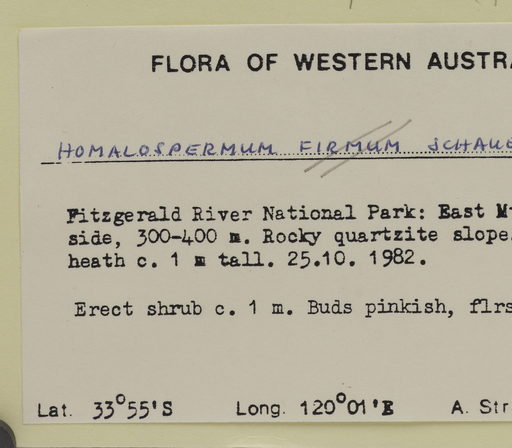 FLORA OF WESTERN AUSTRA
HOMALOSPERMUM FIRMUM SCHAUE
Fitzgerald River National Park: East M
side, 300-400 m. Rocky quartzite slope.
heath c. 1 m tall. 25.10. 1982.
Erect shrub c. 1 m. Buds pinkish, flrs
Lat. 33°55'S Long. 120°01'E A. Str